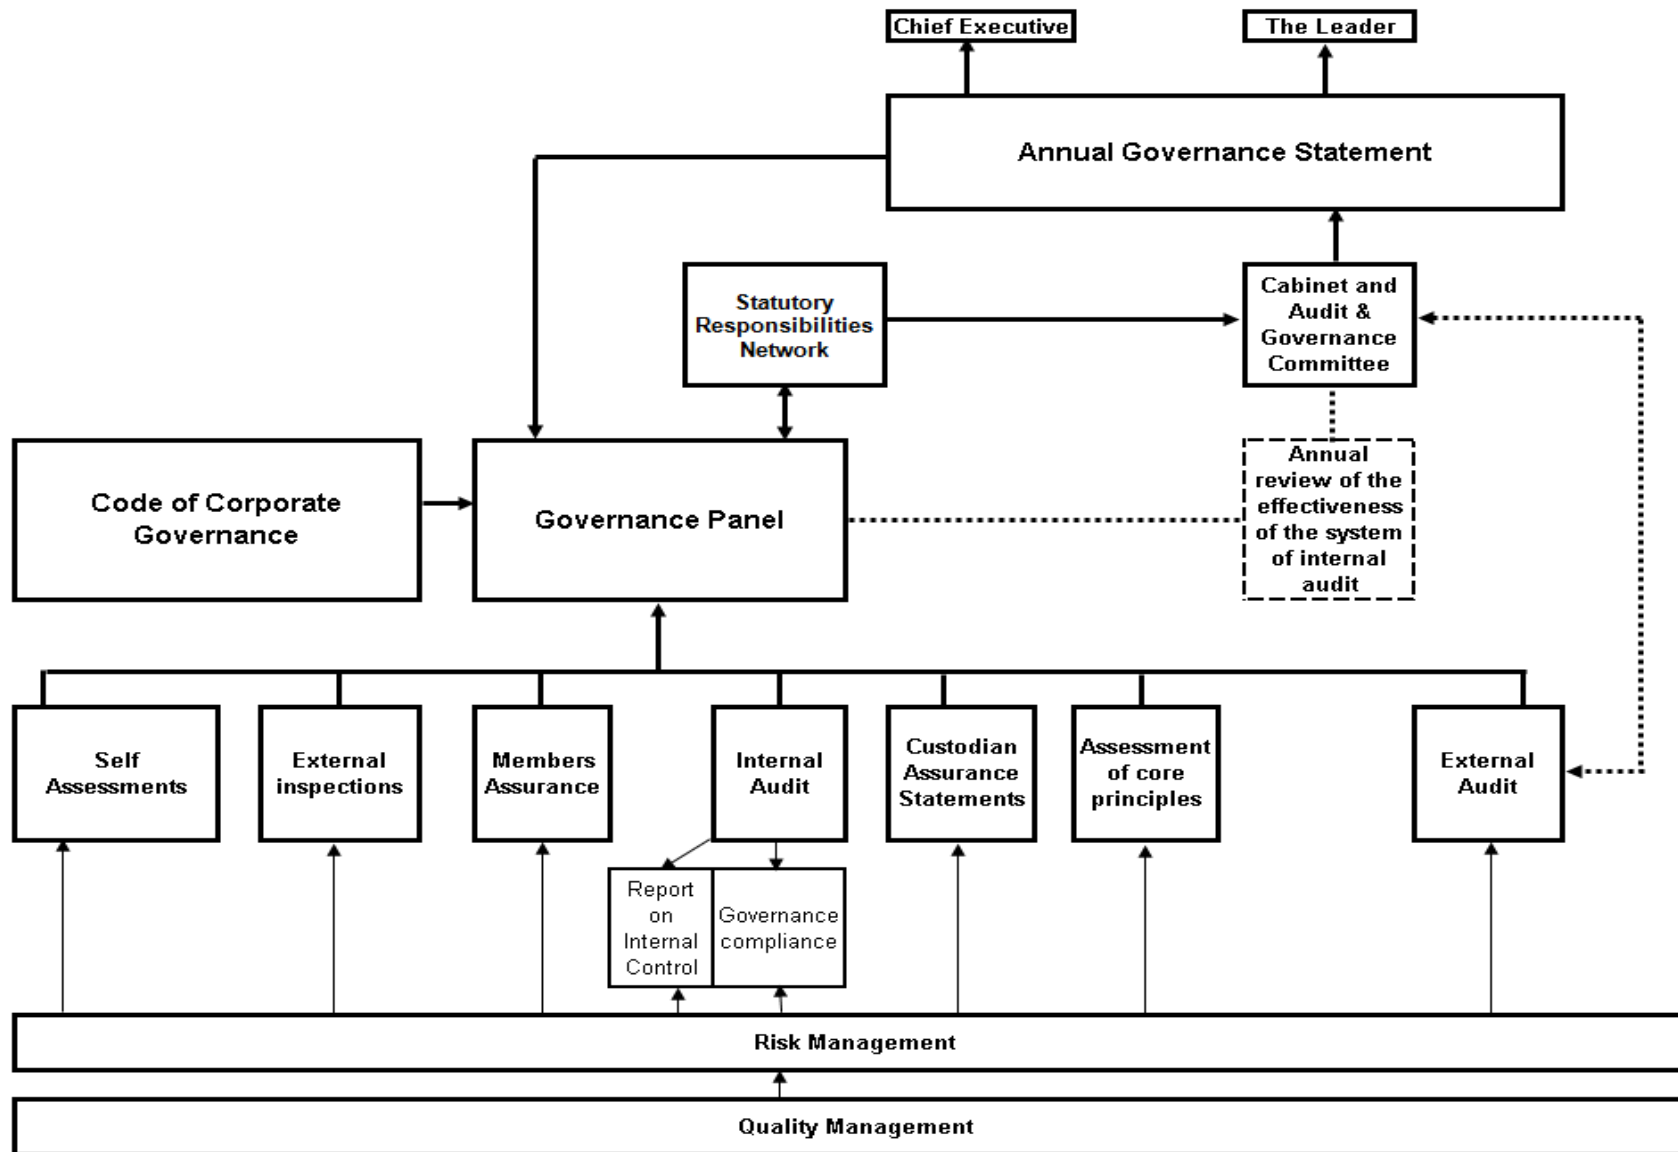 Chief Executive
The Leader
Annual Governance Statement
Statutory
Responsibilities
Network
Cabinet and
Audit &
Governance
Committee
Code of Corporate
Governance
Governance Panel
Annual
review of the
effectiveness
of the system
of internal
audit
Self
Assessments
External
inspections
Members
Assurance
Internal
Audit
Custodian
Assurance
Statements
Assessment
of core
principles
External
Audit
Report
on
Internal
Control
Governance
compliance
Risk Management
Quality Management